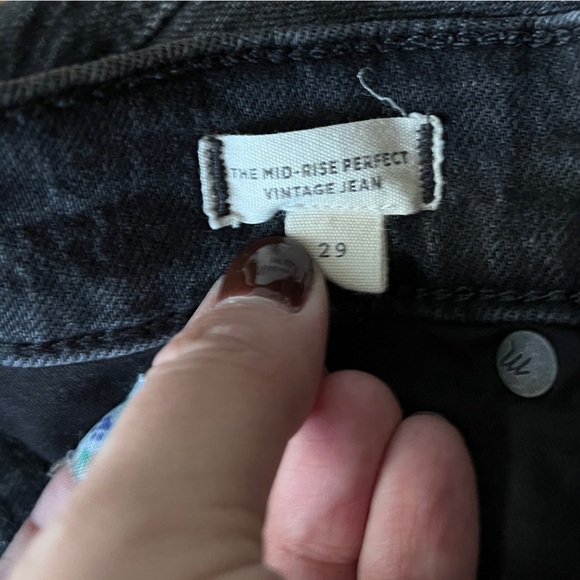 THE MID-RISE PERFECT
VINTAGE JEAN
29